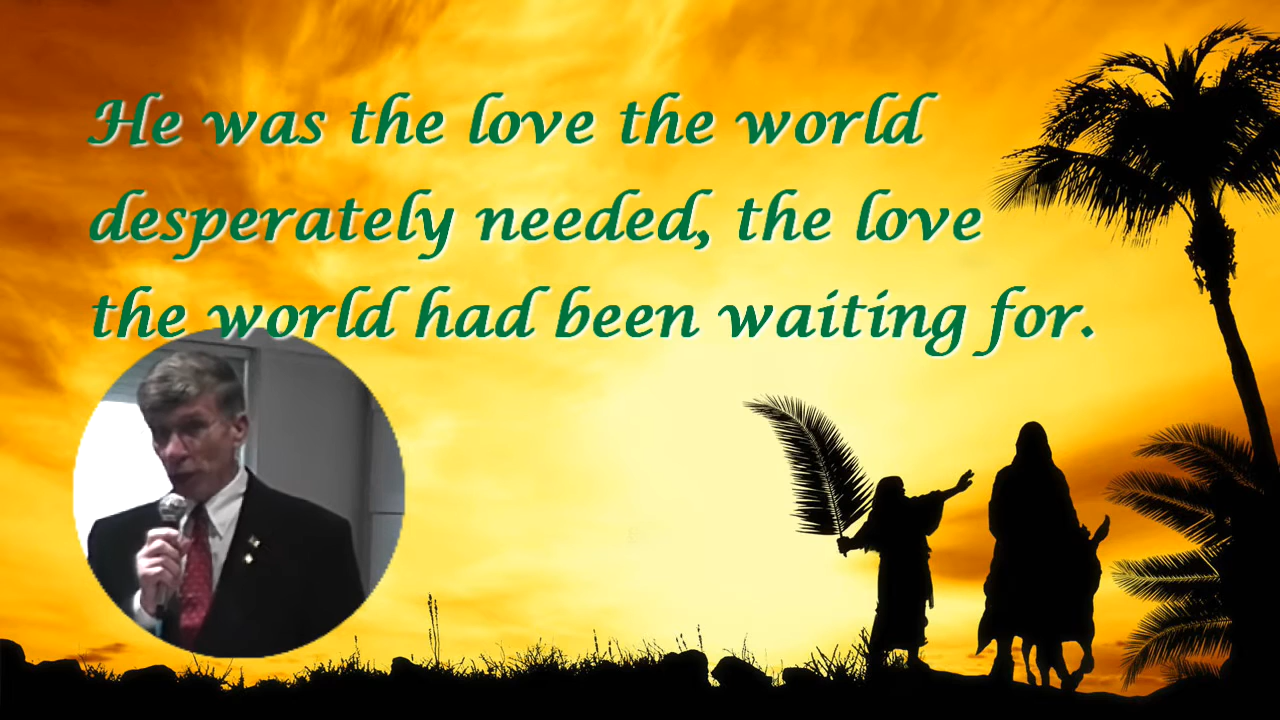 He was the love the world
desperately needed, the love
the world had been waiting for.